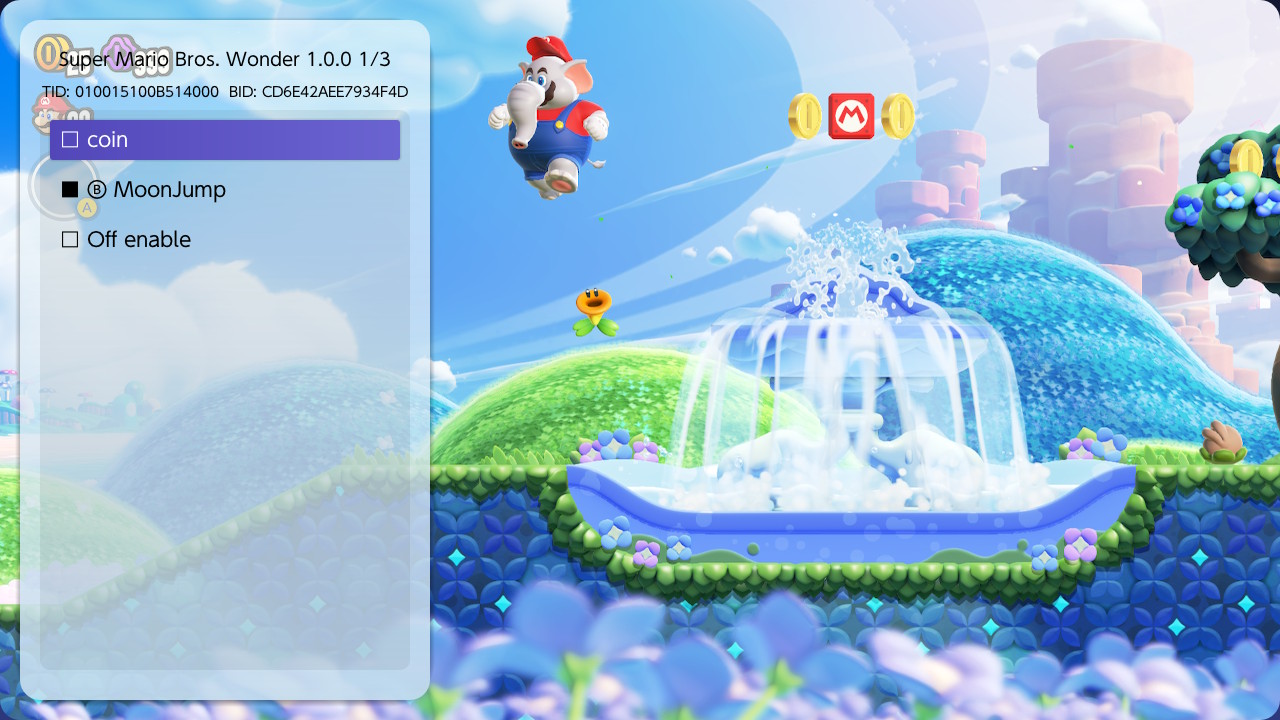 Super Mario Bros. Wonder 1.0.0 1/3
TID: 010015100B514000 BID: CD6E42AEE7934F4D
coin
Ⓑ MoonJump
A
Off enable
M